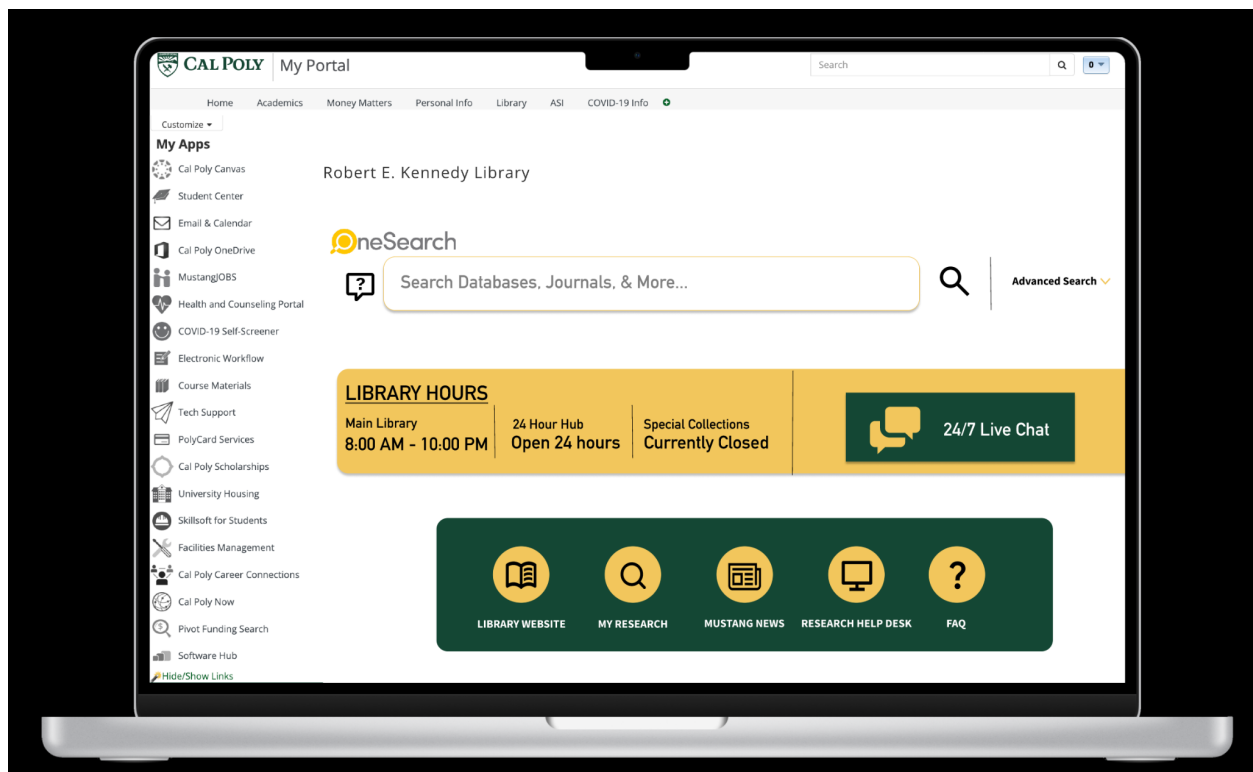 CAL POLY My Portal
Search
0
Home Academics Money Matters Personal Info Library ASI COVID-19 Info
Customize
My Apps
Cal Poly Canvas
Student Center
Email & Calendar
Cal Poly OneDrive
MustangJOBS
Health and Counseling Portal
COVID-19 Self-Screener
Electronic Workflow
Course Materials
Tech Support
PolyCard Services
Cal Poly Scholarships
University Housing
Skillsoft for Students
Facilities Management
Cal Poly Career Connections
Cal Poly Now
Pivot Funding Search
Software Hub
Hide/Show Links
Robert E. Kennedy Library
OneSearch
?
Search Databases, Journals, & More...
Advanced Search
LIBRARY HOURS
Main Library
8:00 AM - 10:00 PM
24 Hour Hub
Open 24 hours
Special Collections
Currently Closed
24/7 Live Chat
?
LIBRARY WEBSITE MY RESEARCH MUSTANG NEWS RESEARCH HELP DESK FAQ